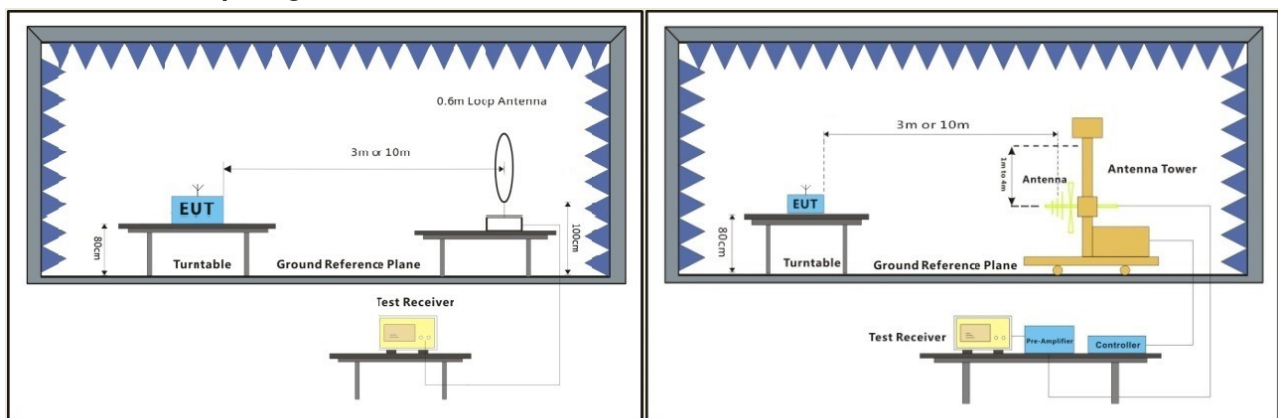 0.6m Loop Antenna
3m or 10m
EUT
80cm
100cm
Turntable
Ground Reference Plane
Test Receiver
3m or 10m
1m to 4m
Antenna
Antenna Tower
EUT
80cm
Turntable
Ground Reference Plane
Test Receiver
Pre-Amplifier
Controller